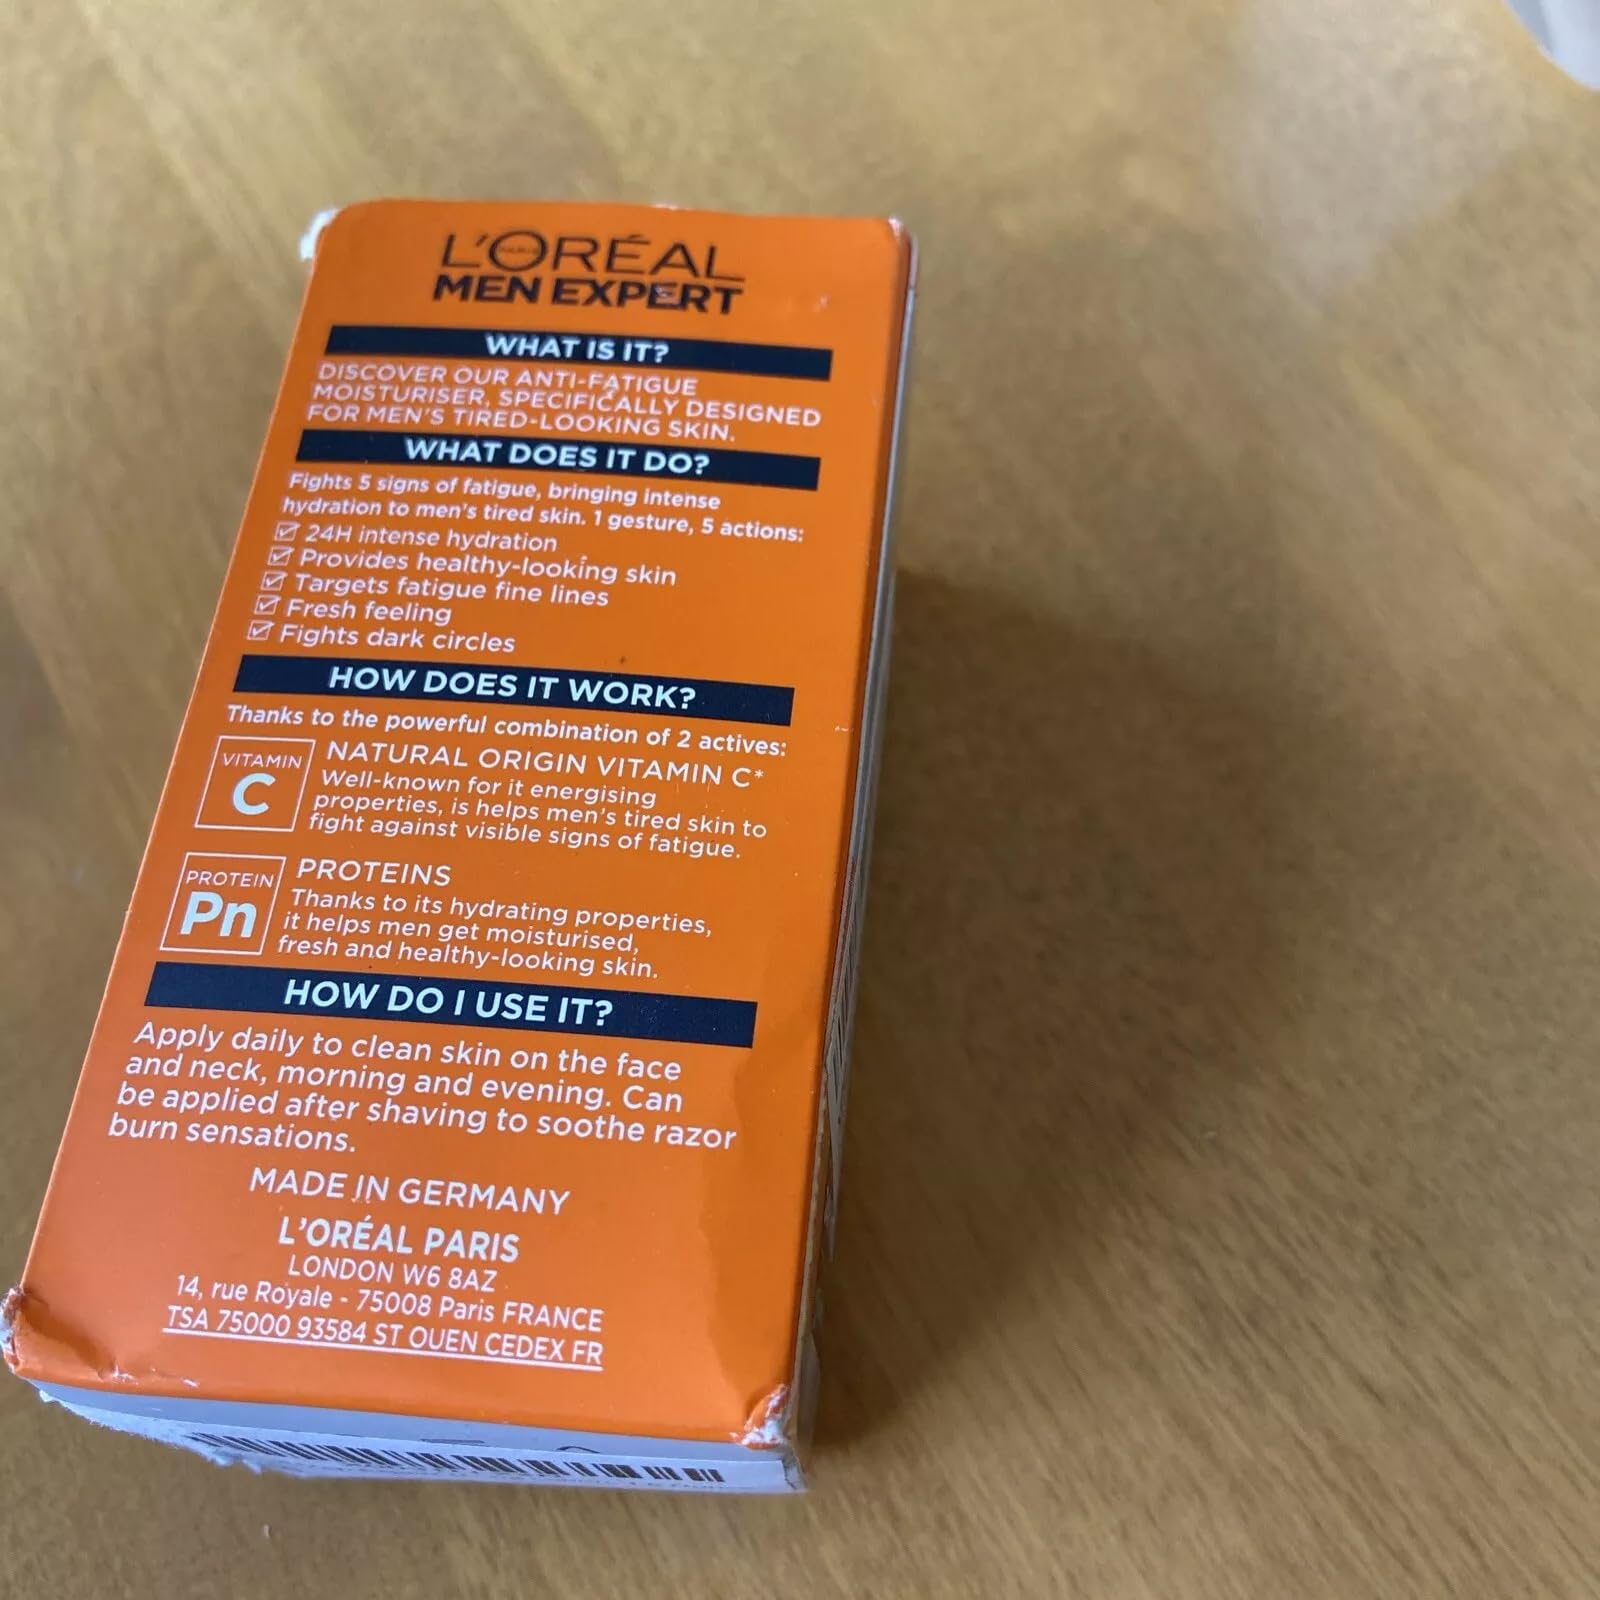 L'ORÉAL
PARIS
MEN EXPERT
WHAT IS IT?
DISCOVER OUR ANTI-FATIGUE
MOISTURISER, SPECIFICALLY DESIGNED
FOR MEN'S TIRED-LOOKING SKIN.
WHAT DOES IT DO?
Fights 5 signs of fatigue, bringing intense
hydration to men's tired skin. 1 gesture, 5 actions:
24H intense hydration
Provides healthy-looking skin
Targets fatigue fine lines
Fresh feeling
Fights dark circles
HOW DOES IT WORK?
Thanks to the powerful combination of 2 actives:
VITAMIN
C
NATURAL ORIGIN VITAMIN C*
Well-known for it energising
properties, is helps men's tired skin to
fight against visible signs of fatigue.
PROTEIN
Pn
PROTEINS
Thanks to its hydrating properties,
it helps men get moisturised,
fresh and healthy-looking skin.
HOW DO I USE IT?
Apply daily to clean skin on the face
and neck, morning and evening. Can
be applied after shaving to soothe razor
burn sensations.
MADE IN GERMANY
L'ORÉAL PARIS
LONDON W6 8AZ
14, rue Royale - 75008 Paris FRANCE
TSA 75000 93584 ST OUEN CEDEX FR